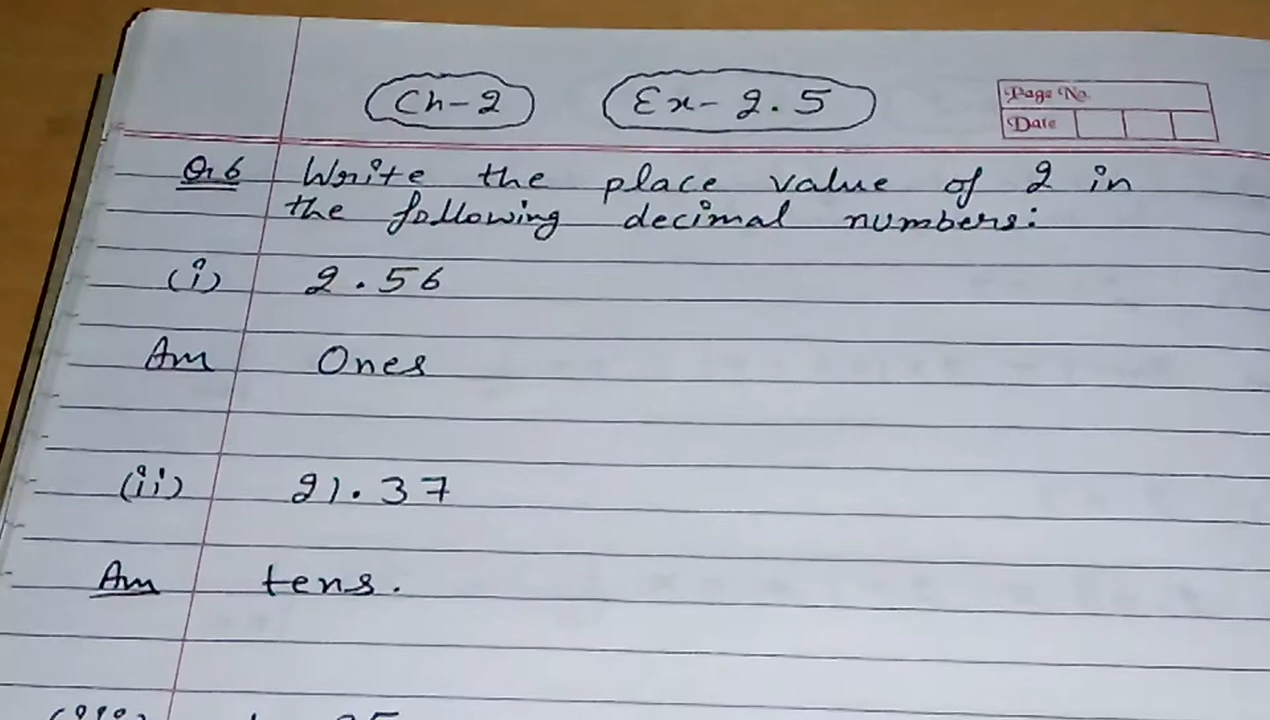 Ch-2 Ex-2.5
Page No.
Date
Q.6 Write the place value of 2 in
the following decimal numbers:
(i) 2.56
Ans Ones
(ii) 21.37
Ans tens.